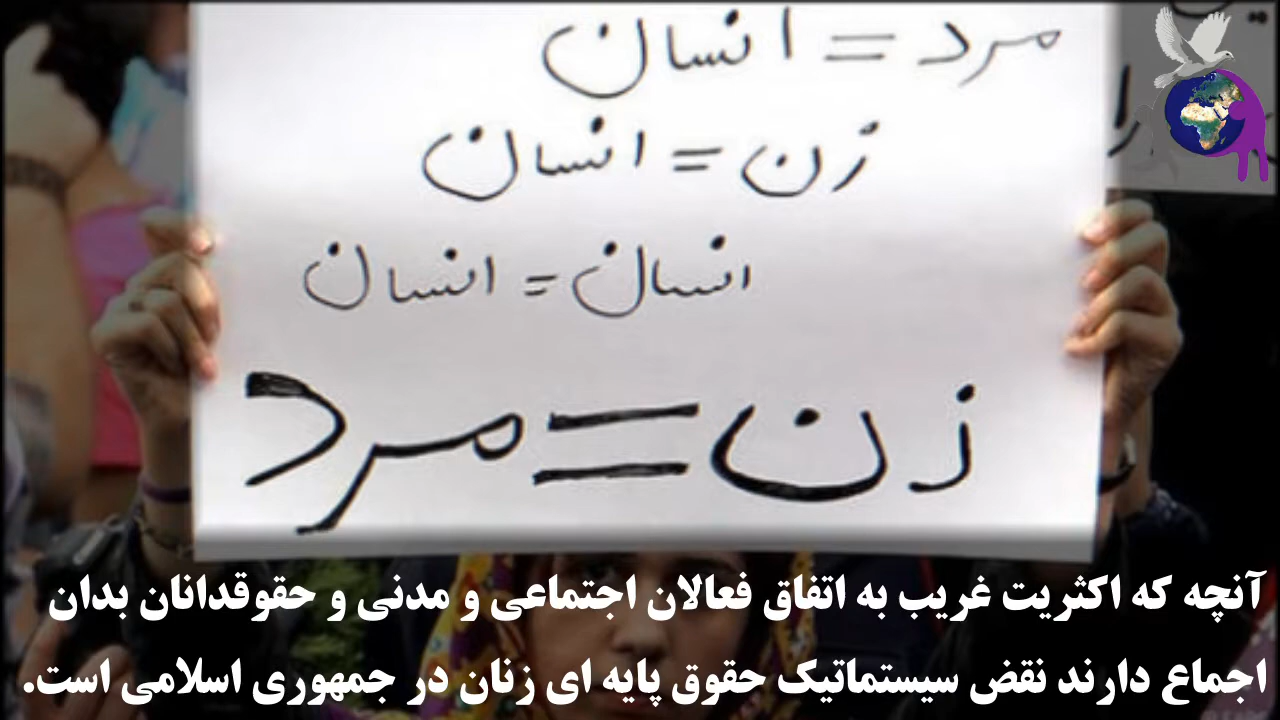 مرد = انسان
زن = انسان
انسان = انسان
زن = مرد
آنچه که اکثریت غریب به اتفاق فعالان اجتماعی و مدنی و حقوقدانان بدان
اجماع دارند نقض سیستماتیک حقوق پایه ای زنان در جمهوری اسلامی است.